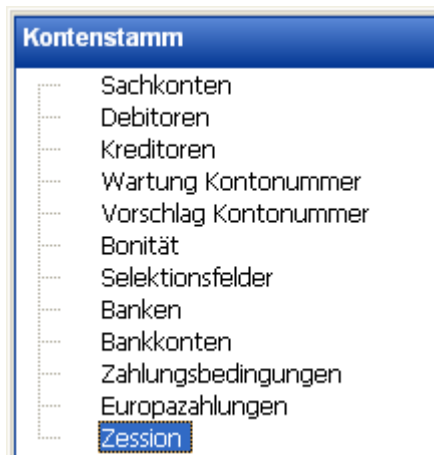 Kontenstamm
Sachkonten
Debitoren
Kreditoren
Wartung Kontonummer
Vorschlag Kontonummer
Bonität
Selektionsfelder
Banken
Bankkonten
Zahlungsbedingungen
Europazahlungen
Zession